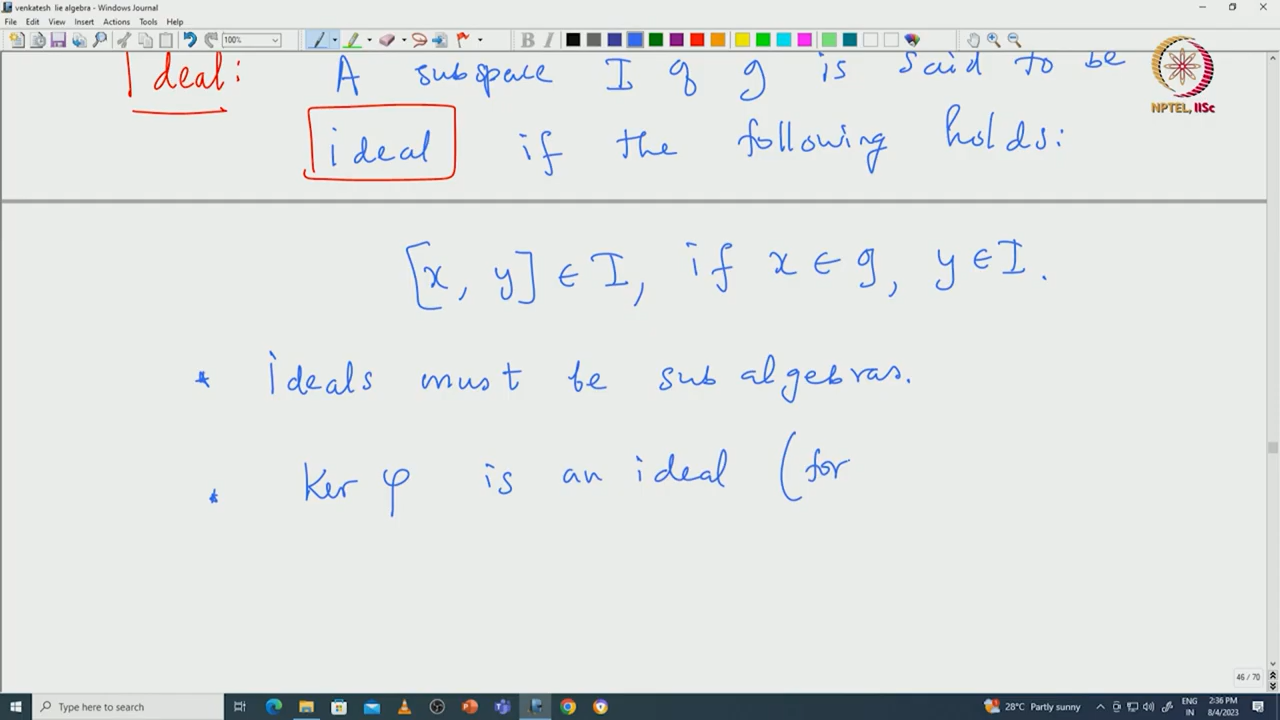 venkatesh lie algebra - Windows Journal
File Edit View Insert Actions Tools Help
100%
B I
Ideal: A subspace I of g is said to be
ideal if the following holds:
NPTEL, IISc
[x, y] ∈ I, if x ∈ g, y ∈ I.
* Ideals must be subalgebras.
* Ker φ is an ideal (for
46 / 70
Type here to search
28°C Partly sunny
ENG
IN
2:36 PM
8/4/2023